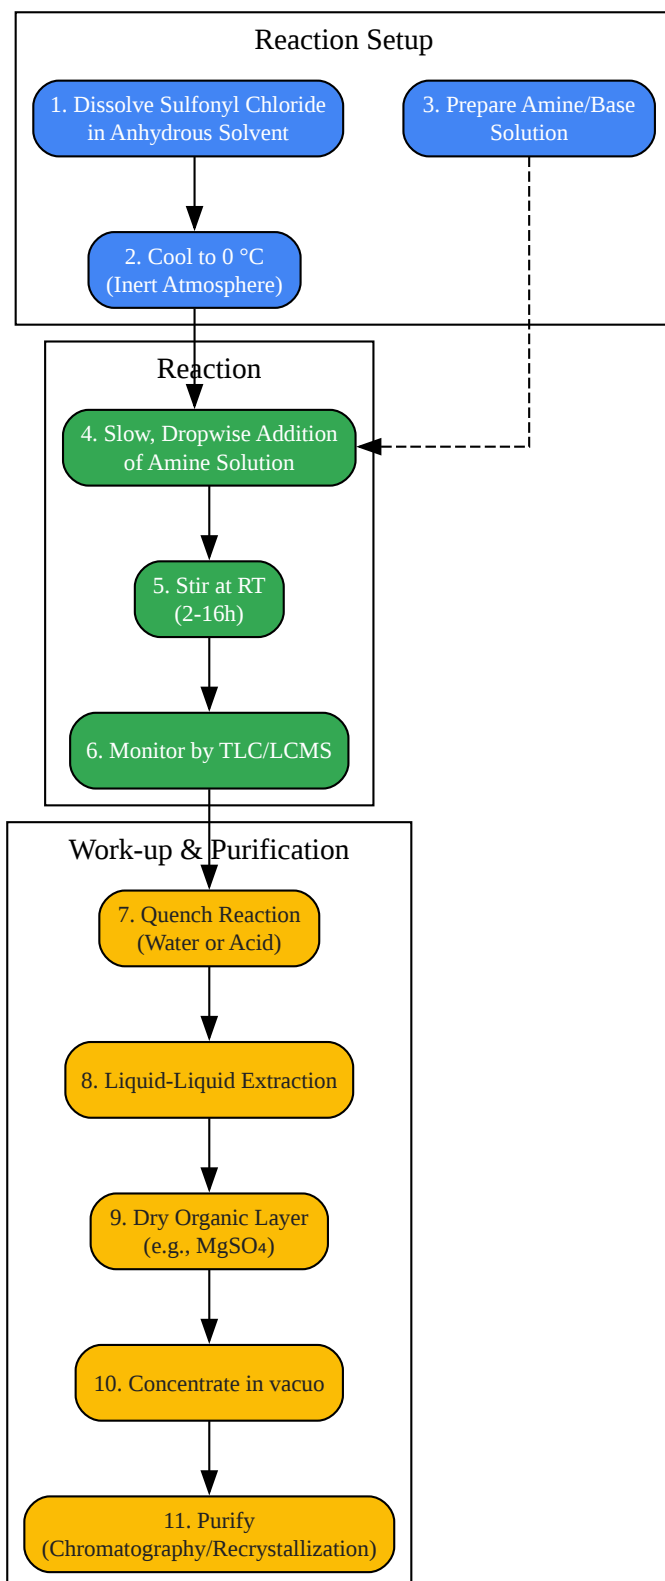 Reaction Setup
1. Dissolve Sulfonyl Chloride
in Anhydrous Solvent
3. Prepare Amine/Base
Solution
2. Cool to 0 °C
(Inert Atmosphere)
Reaction
4. Slow, Dropwise Addition
of Amine Solution
5. Stir at RT
(2-16h)
6. Monitor by TLC/LCMS
Work-up & Purification
7. Quench Reaction
(Water or Acid)
8. Liquid-Liquid Extraction
9. Dry Organic Layer
(e.g., MgSO₄)
10. Concentrate in vacuo
11. Purify
(Chromatography/Recrystallization)